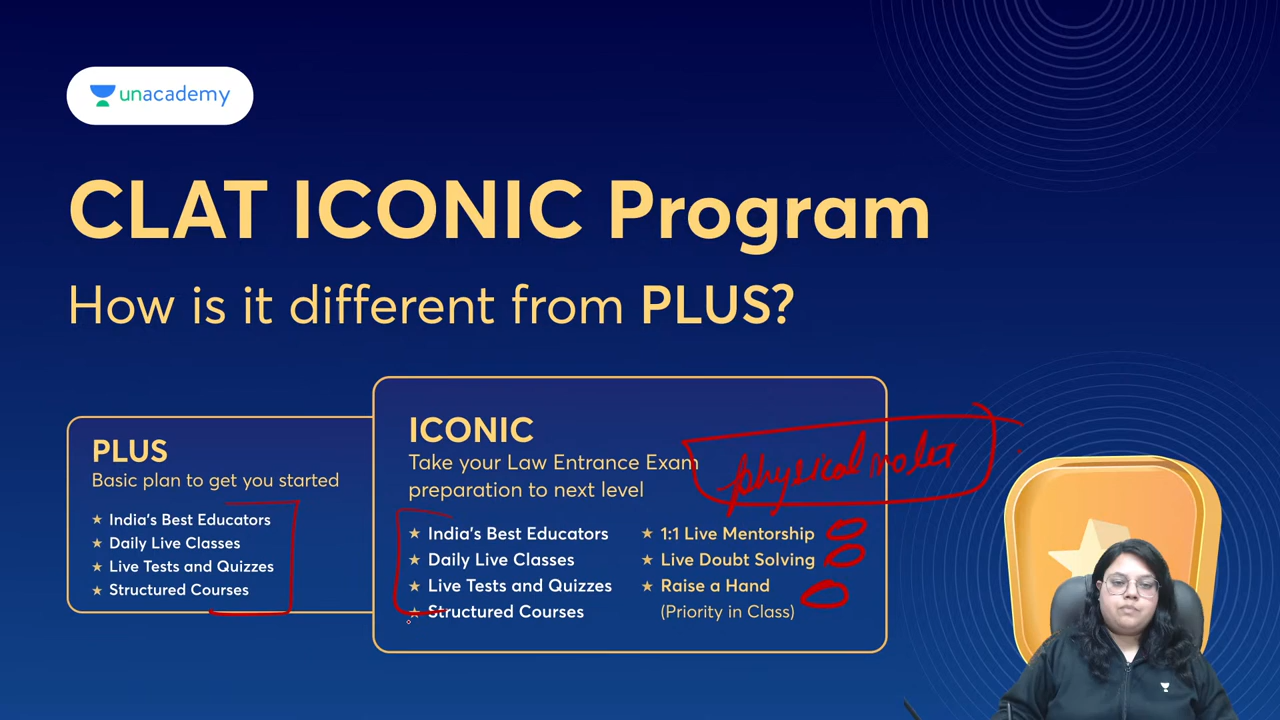 unacademy
CLAT ICONIC Program
How is it different from PLUS?
PLUS
Basic plan to get you started
★ India's Best Educators
★ Daily Live Classes
★ Live Tests and Quizzes
★ Structured Courses
ICONIC
Take your Law Entrance Exam
preparation to next level
physical notes
★ India's Best Educators
★ Daily Live Classes
★ Live Tests and Quizzes
★ Structured Courses
★ 1:1 Live Mentorship
★ Live Doubt Solving
★ Raise a Hand
(Priority in Class)